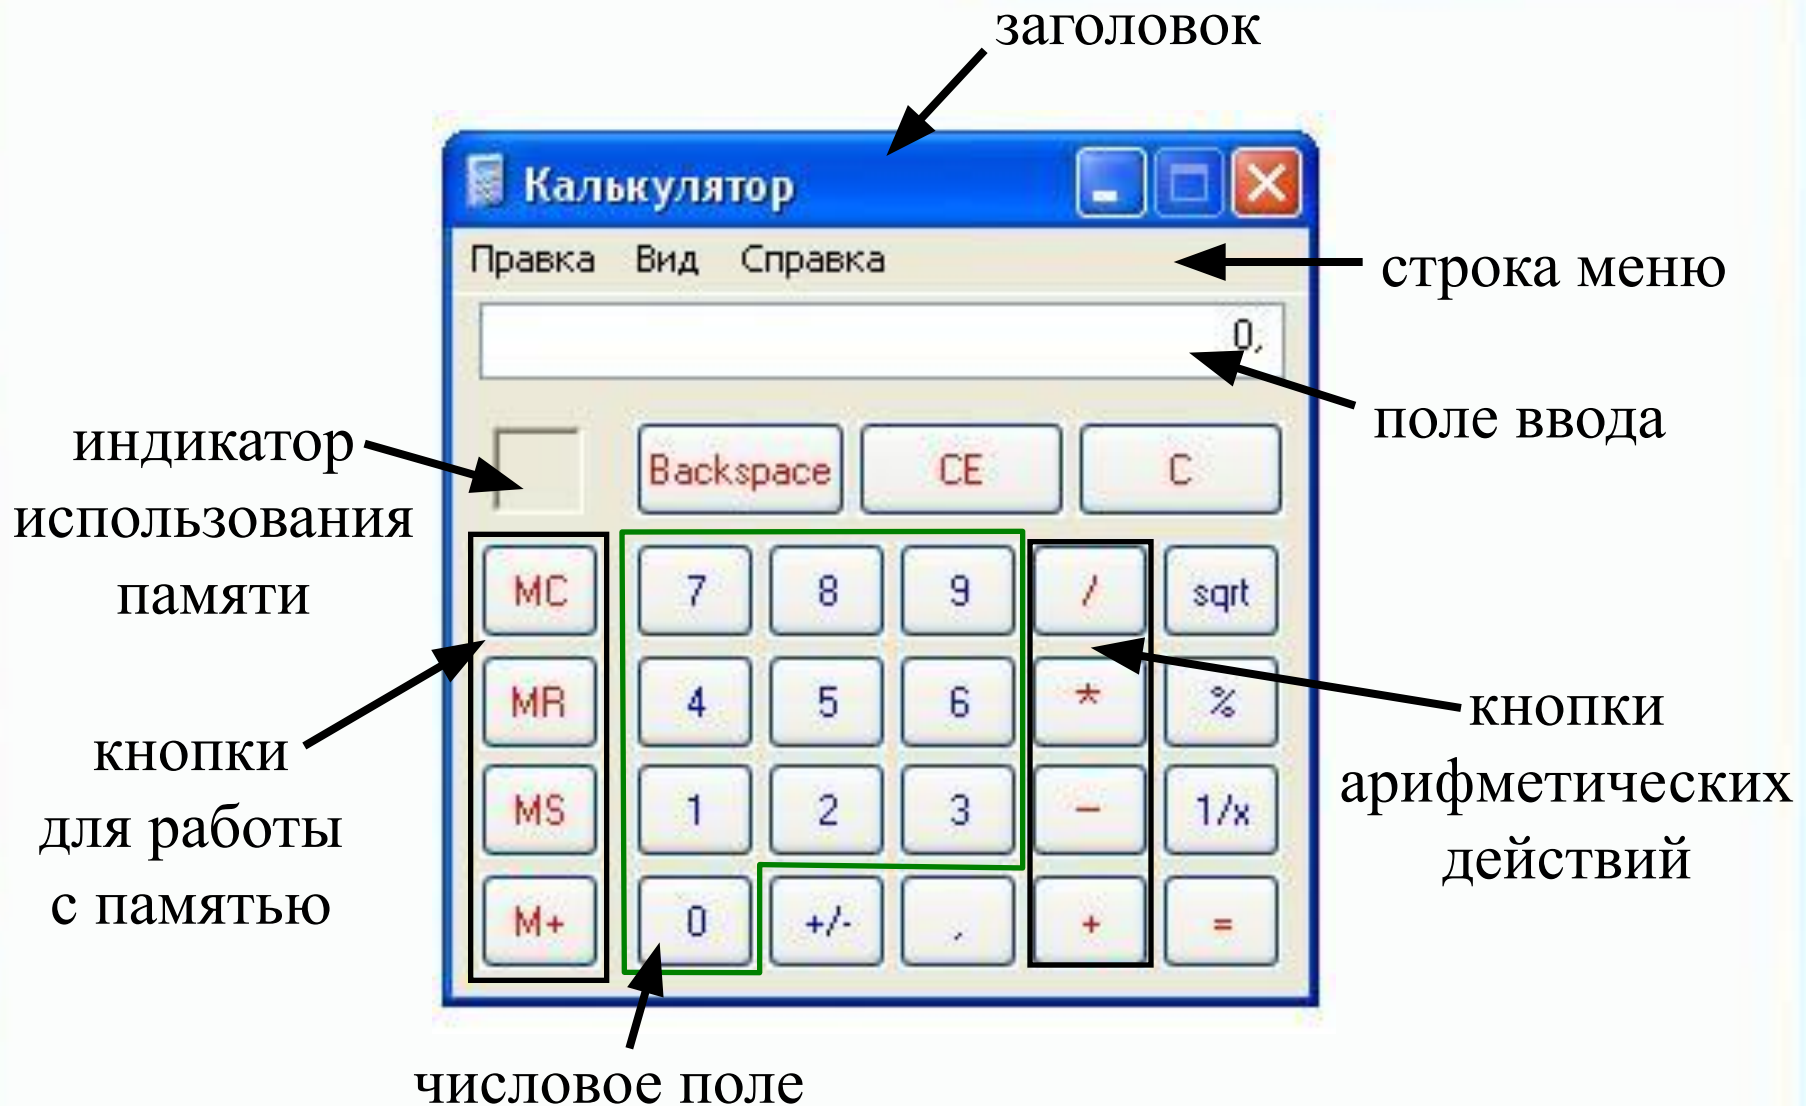 заголовок
Калькулятор
Правка Вид Справка
строка меню
0,
поле ввода
индикатор
использования
памяти
Backspace CE C
MC 7 8 9 / sqrt
MR 4 5 6 * %
MS 1 2 3 - 1/x
M+ 0 +/- , + =
кнопки
для работы
с памятью
кнопки
арифметических
действий
числовое поле